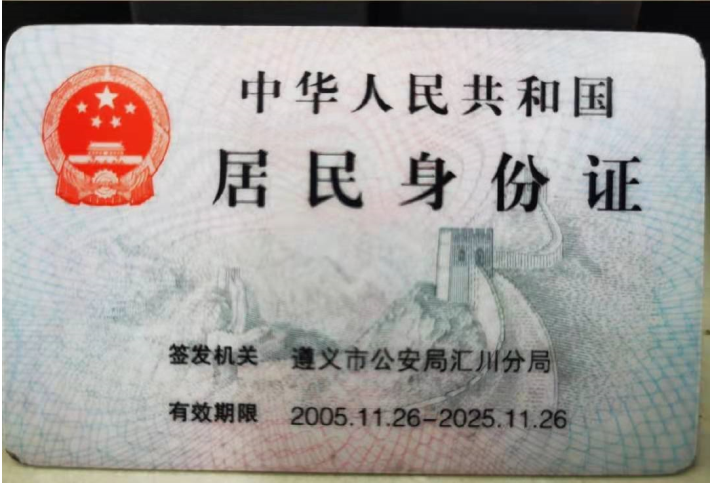 中华人民共和国
居民身份证
签发机关 遵义市公安局汇川分局
有效期限 2005.11.26-2025.11.26